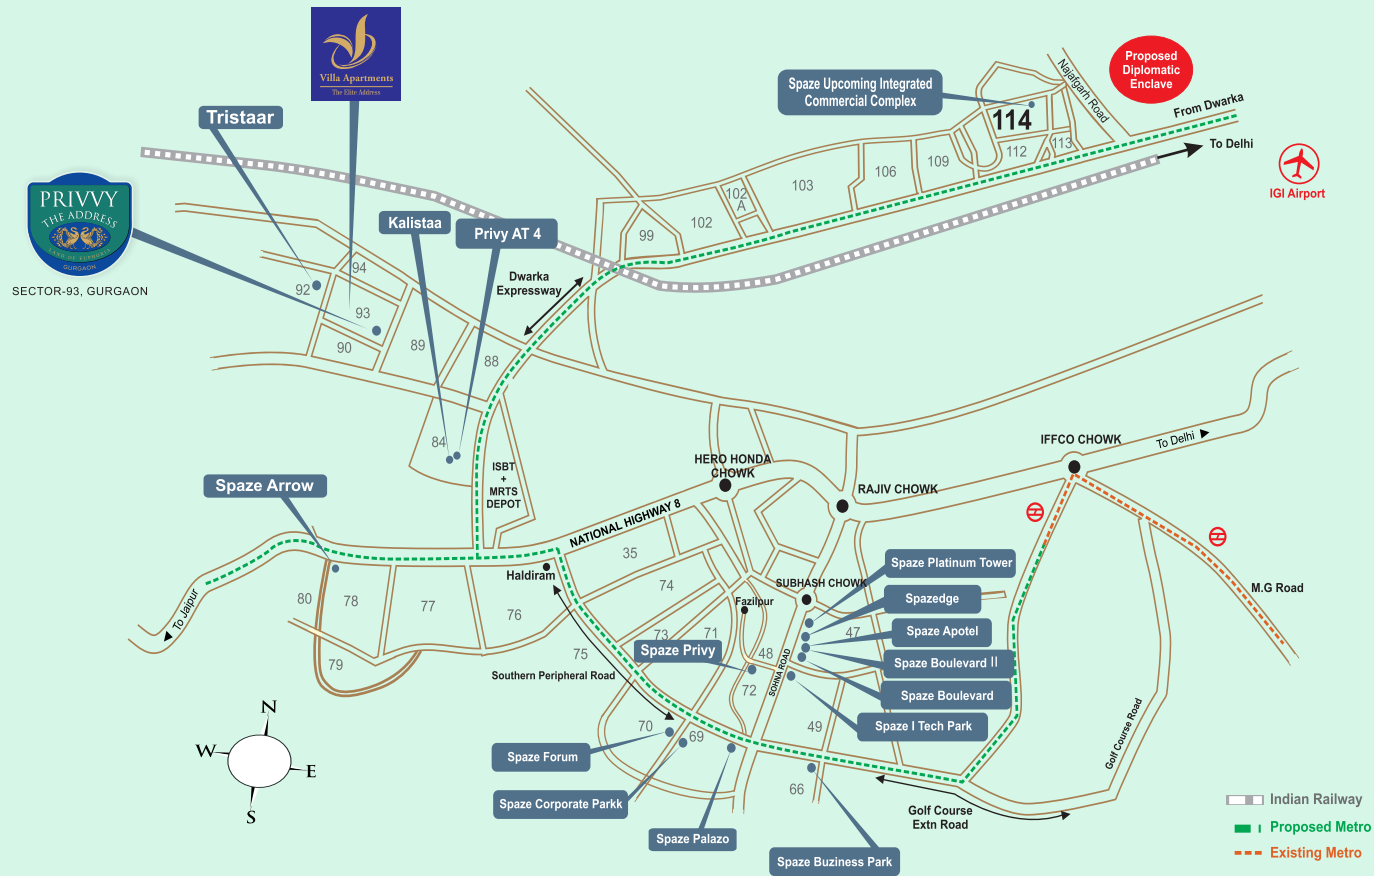 Villa Apartments
The Elite Address
Proposed
Diplomatic
Enclave
Spaze Upcoming Integrated
Commercial Complex
Najafgarh Road
From Dwarka
To Delhi
IGI Airport
114
113
112
109
106
103
102
A
102
99
Tristaar
PRIVVY
THE ADDRESS
LAND OF EUPHORIA
GURGAON
SECTOR-93, GURGAON
Kalistaa
Privy AT 4
Dwarka
Expressway
94
92
93
90
89
88
84
ISBT
+
MRTS
DEPOT
Spaze Arrow
HERO HONDA
CHOWK
RAJIV CHOWK
IFFCO CHOWK
To Delhi
NATIONAL HIGHWAY 8
Haldiram
To Jaipur
35
74
80
78
77
76
79
75
73
71
Fazilpur
SUBHASH CHOWK
Spaze Platinum Tower
Spazedge
Spaze Apotel
Spaze Boulevard II
Spaze Boulevard
Spaze I Tech Park
M.G Road
Spaze Privy
48
47
SOHNA ROAD
72
49
Southern Peripheral Road
70
69
66
Spaze Forum
Spaze Corporate Parkk
Spaze Palazo
Spaze Buziness Park
Golf Course
Extn Road
Golf Course Road
N
W
E
S
Indian Railway
Proposed Metro
Existing Metro